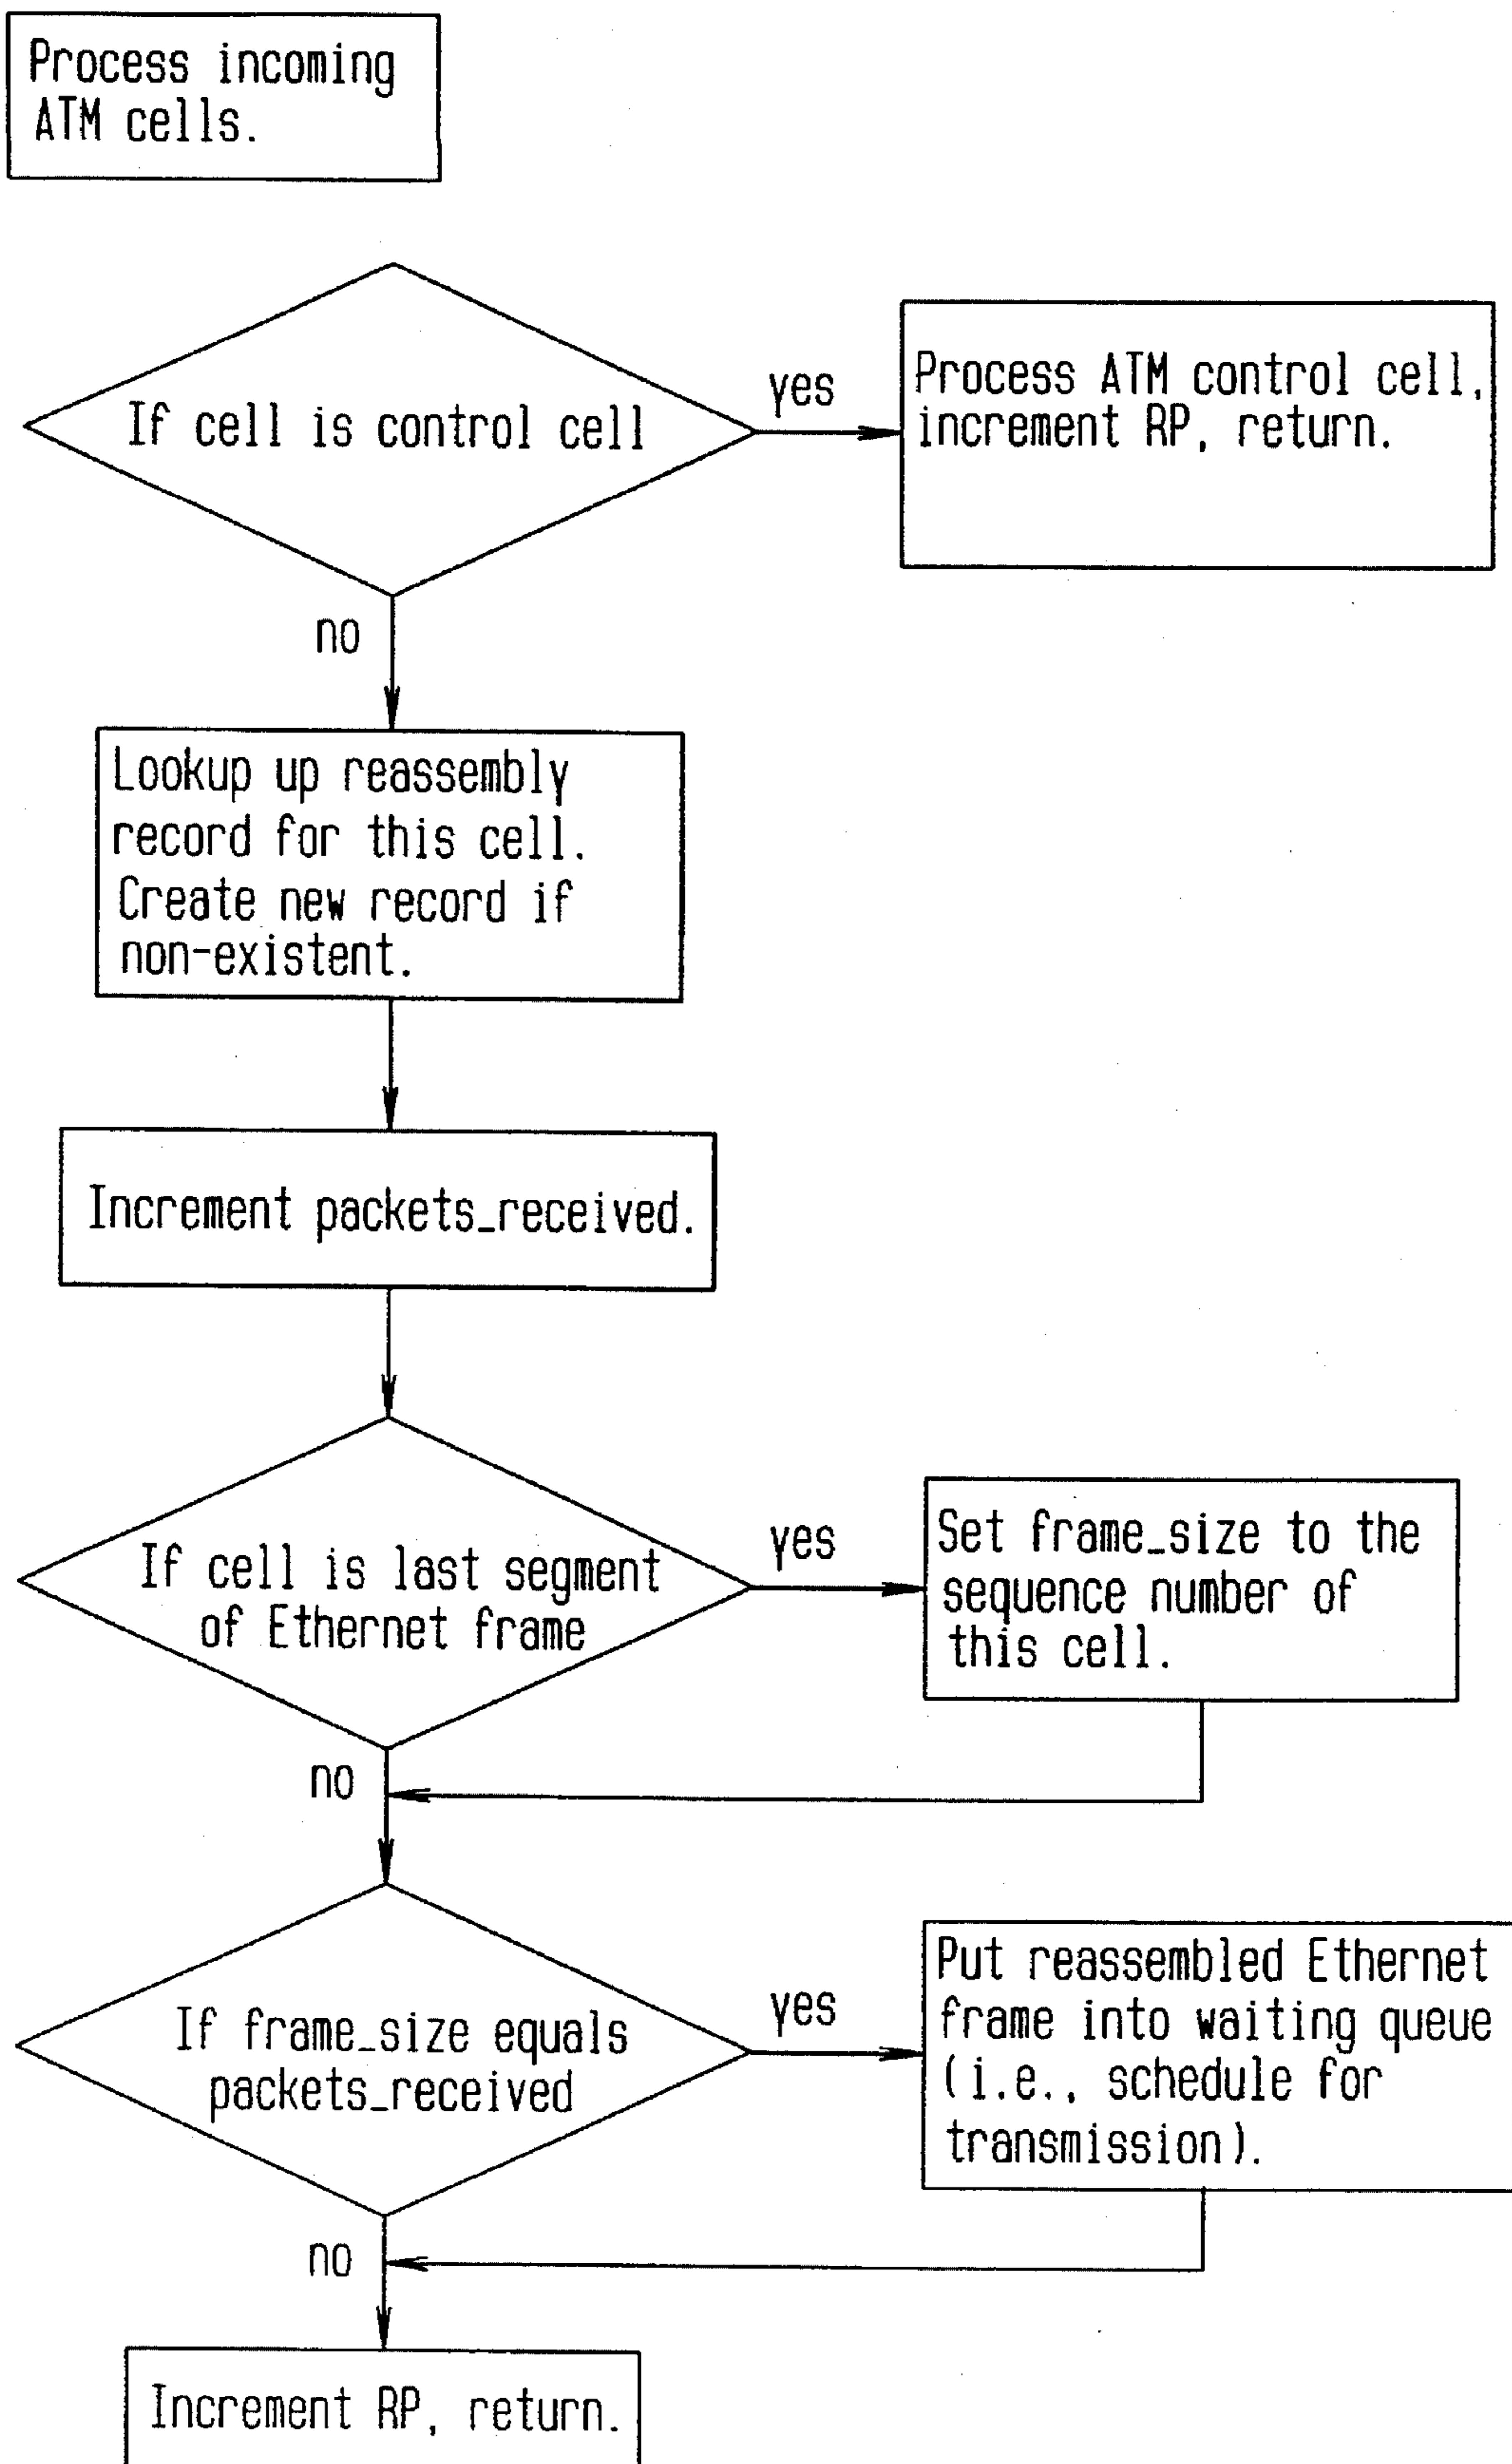 Process incoming
ATM cells.
If cell is control cell
yes
Process ATM control cell,
increment RP, return.
no
Lookup up reassembly
record for this cell.
Create new record if
non-existent.
Increment packets_received.
If cell is last segment
of Ethernet frame
yes
Set frame_size to the
sequence number of
this cell.
no
If frame_size equals
packets_received
yes
Put reassembled Ethernet
frame into waiting queue
(i.e., schedule for
transmission).
no
Increment RP, return.